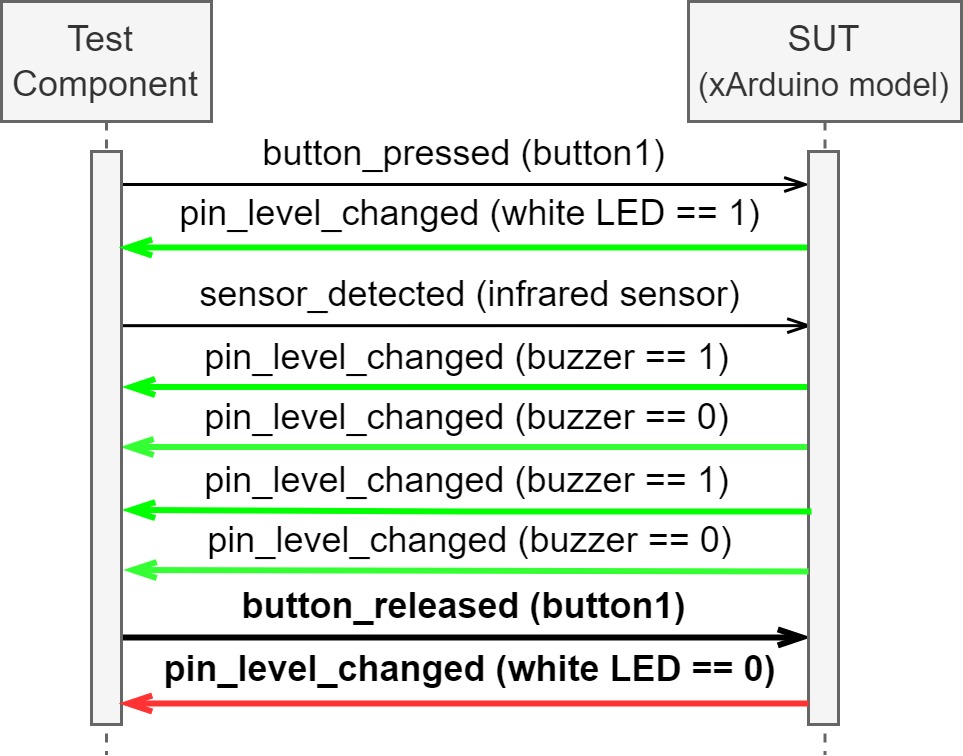 Test
Component
SUT
(xArduino model)
button_pressed (button1)
pin_level_changed (white LED == 1)
sensor_detected (infrared sensor)
pin_level_changed (buzzer == 1)
pin_level_changed (buzzer == 0)
pin_level_changed (buzzer == 1)
pin_level_changed (buzzer == 0)
button_released (button1)
pin_level_changed (white LED == 0)